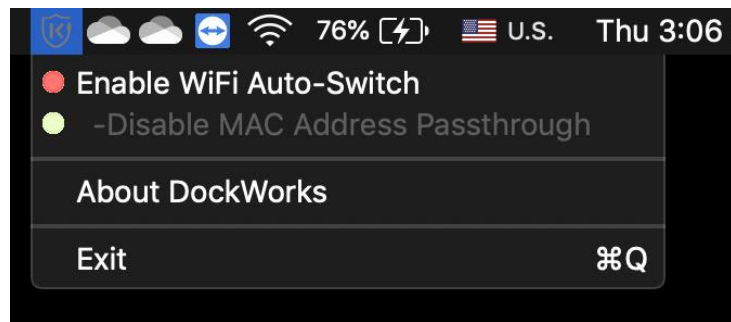 76% U.S. Thu 3:06
Enable WiFi Auto-Switch
-Disable MAC Address Passthrough
About DockWorks
Exit ⌘Q